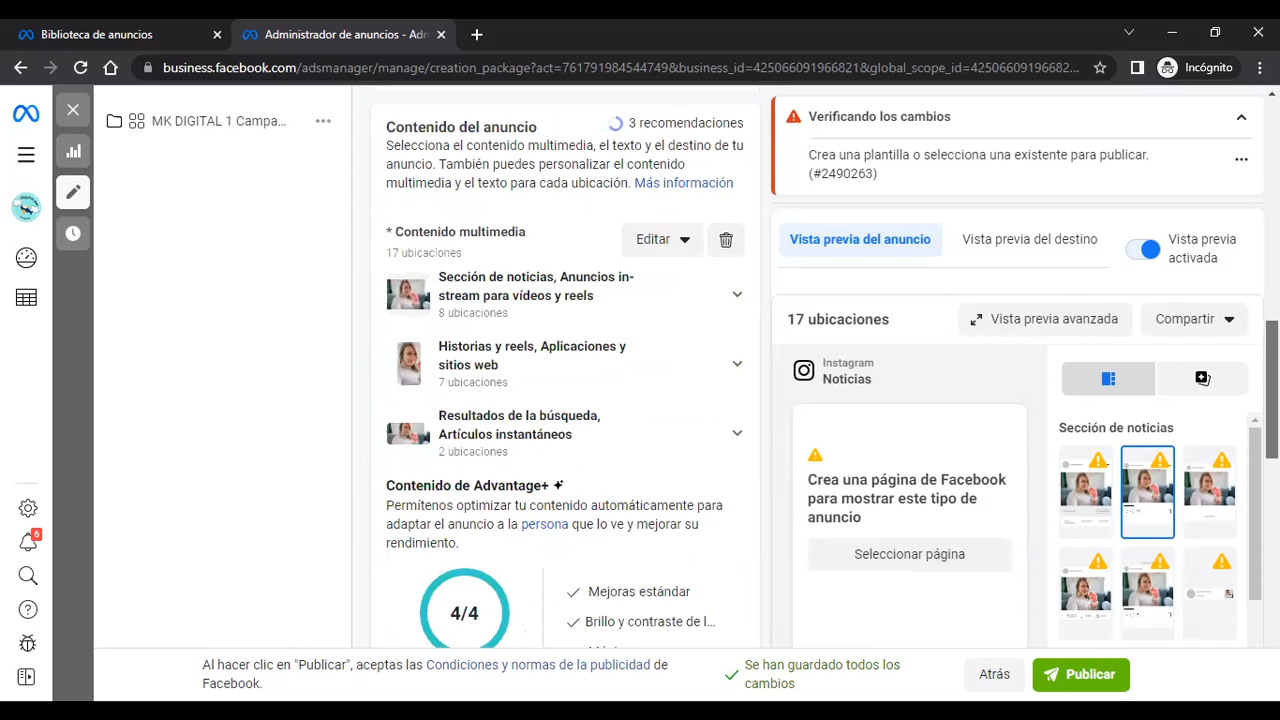 Biblioteca de anuncios
Administrador de anuncios - Adn
business.facebook.com/adsmanager/manage/creation_package?act=761791984544749&business_id=425066091966821&global_scope_id=42506609196682...
Incógnito
MK DIGITAL 1 Campa...
Contenido del anuncio
3 recomendaciones
Selecciona el contenido multimedia, el texto y el destino de tu
anuncio. También puedes personalizar el contenido
multimedia y el texto para cada ubicación. Más información
* Contenido multimedia
17 ubicaciones
Editar
Sección de noticias, Anuncios in-
stream para vídeos y reels
8 ubicaciones
Historias y reels, Aplicaciones y
sitios web
7 ubicaciones
Resultados de la búsqueda,
Artículos instantáneos
2 ubicaciones
Contenido de Advantage+
Permítenos optimizar tu contenido automáticamente para
adaptar el anuncio a la persona que lo ve y mejorar su
rendimiento.
4/4
Mejoras estándar
Brillo y contraste de l...
Verificando los cambios
Crea una plantilla o selecciona una existente para publicar.
(#2490263)
Vista previa del anuncio
Vista previa del destino
Vista previa
activada
17 ubicaciones
Vista previa avanzada
Compartir
Instagram
Noticias
Crea una página de Facebook
para mostrar este tipo de
anuncio
Seleccionar página
Sección de noticias
6
Al hacer clic en "Publicar", aceptas las Condiciones y normas de la publicidad de
Facebook.
Se han guardado todos los
cambios
Atrás
Publicar